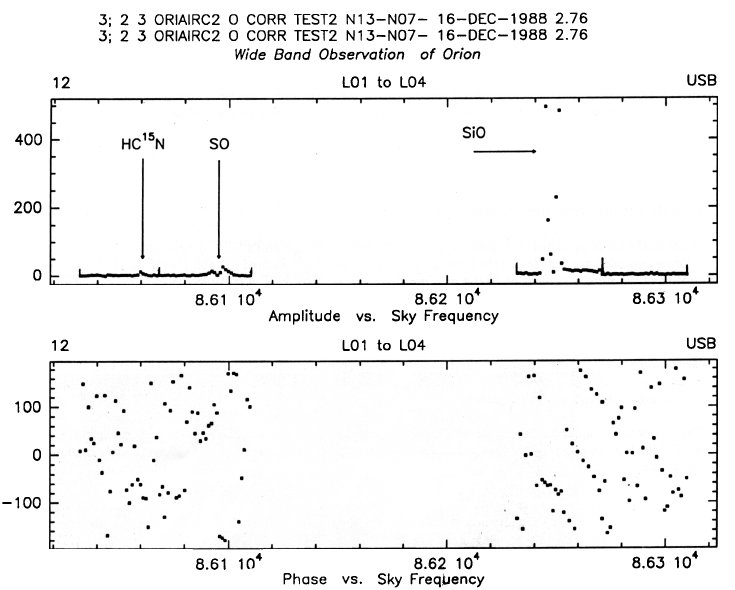 3; 2 3 ORIAIRC2 O CORR TEST2 N13-N07- 16-DEC-1988 2.76
3; 2 3 ORIAIRC2 O CORR TEST2 N13-N07- 16-DEC-1988 2.76
Wide Band Observation of Orion
12 L01 to L04 USB
HC¹⁵N SO SiO
400
200
0
8.61 10⁴ 8.62 10⁴ 8.63 10⁴
Amplitude vs. Sky Frequency
12 L01 to L04 USB
100
0
-100
8.61 10⁴ 8.62 10⁴ 8.63 10⁴
Phase vs. Sky Frequency